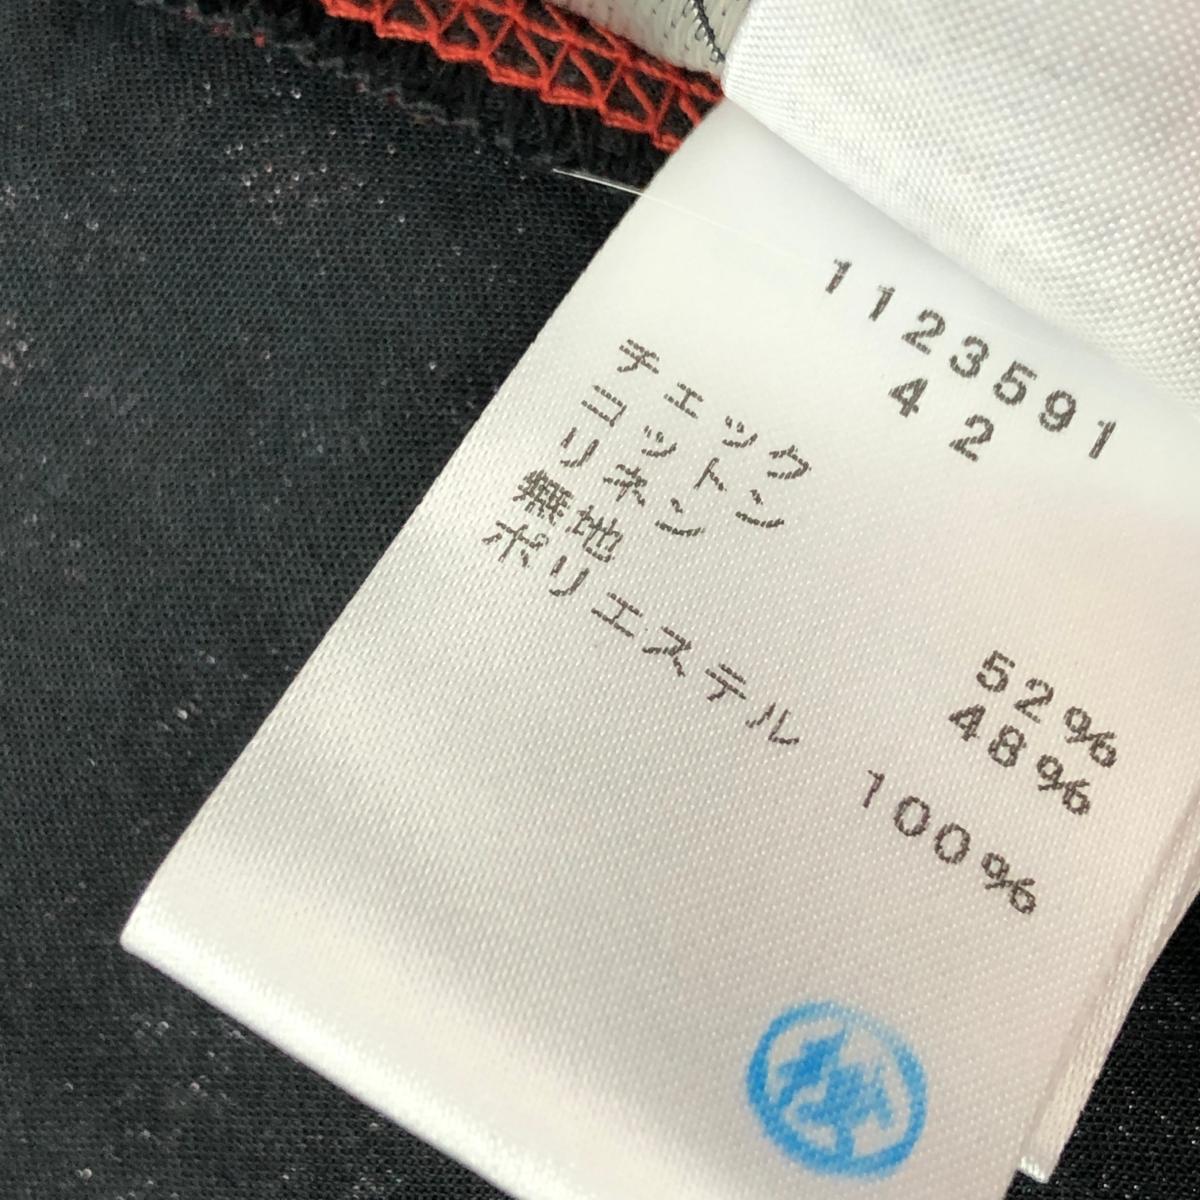 1123591
42
チェック
コットン 52%
リネン 48%
無地
ポリエステル 100%